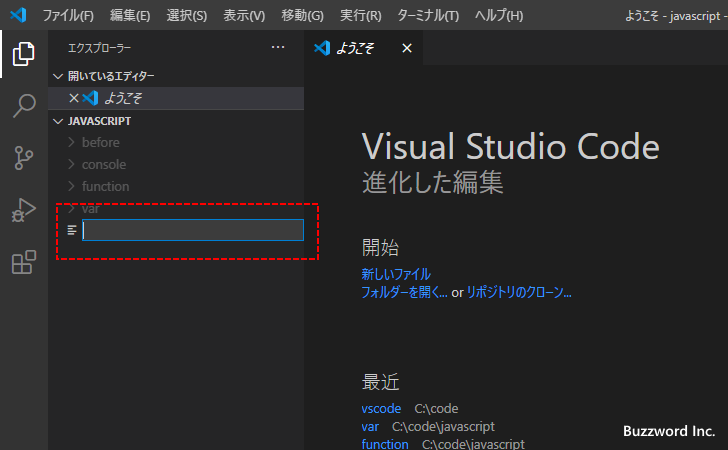 ファイル(F) 編集(E) 選択(S) 表示(V) 移動(G) 実行(R) ターミナル(T) ヘルプ(H) ようこそ - javascript -
エクスプローラー ···
開いているエディター
ようこそ
JAVASCRIPT
before
console
function
var
ようこそ
Visual Studio Code
進化した編集
開始
新しいファイル
フォルダーを開く... or リポジトリのクローン...
最近
vscode C:\code
var C:\code\javascript
function C:\code\javascript
Buzzword Inc.